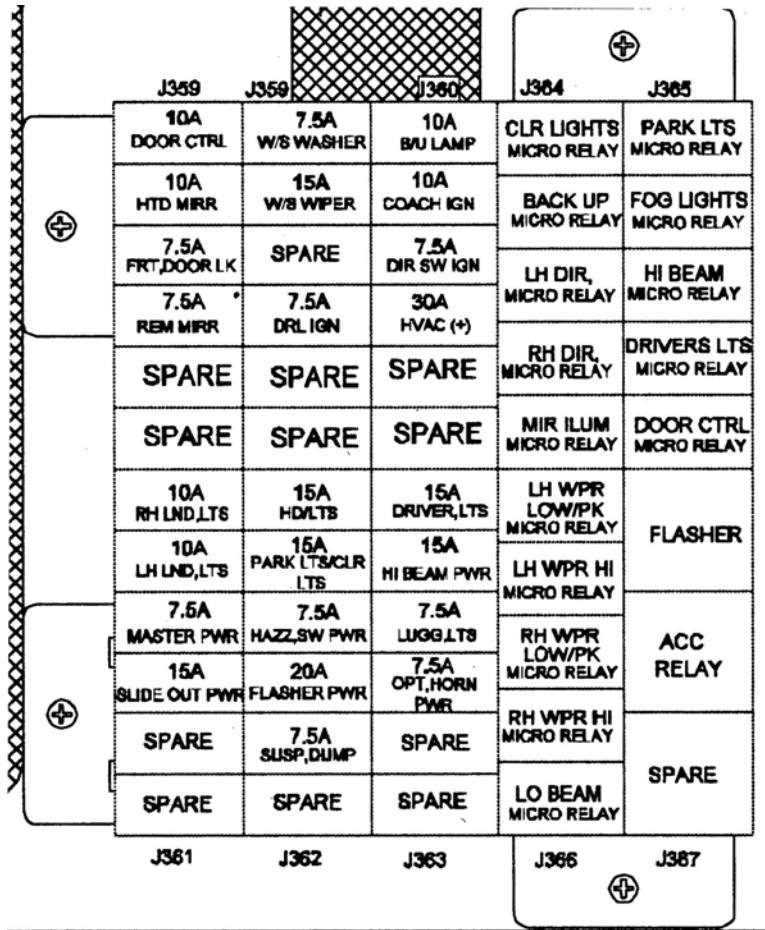 J359 J359 J360 J364 J365
10A
DOOR CTRL
7.5A
W/S WASHER
10A
B/U LAMP
CLR LIGHTS
MICRO RELAY
PARK LTS
MICRO RELAY
10A
HTD MIRR
15A
W/S WIPER
10A
COACH IGN
BACK UP
MICRO RELAY
FOG LIGHTS
MICRO RELAY
7.5A
FRT,DOOR LK
SPARE
7.5A
DIR SW IGN
LH DIR,
MICRO RELAY
HI BEAM
MICRO RELAY
7.5A
REM MIRR
7.5A
DRL IGN
30A
HVAC (+)
RH DIR,
MICRO RELAY
DRIVERS LTS
MICRO RELAY
SPARE
SPARE
SPARE
SPARE
SPARE
SPARE
MIR ILUM
MICRO RELAY
DOOR CTRL
MICRO RELAY
10A
RH LND,LTS
15A
HD/LTS
15A
DRIVER,LTS
LH WPR
LOW/PK
MICRO RELAY
FLASHER
10A
LH LND,LTS
15A
PARK LTS/CLR
LTS
15A
HI BEAM PWR
LH WPR HI
MICRO RELAY
7.5A
MASTER PWR
7.5A
HAZZ,SW PWR
7.5A
LUGG,LTS
RH WPR
LOW/PK
MICRO RELAY
ACC
RELAY
15A
SLIDE OUT PWR
20A
FLASHER PWR
7.5A
OPT,HORN
PWR
RH WPR HI
MICRO RELAY
SPARE
7.5A
SUSP,DUMP
SPARE
SPARE
SPARE
SPARE
SPARE
LO BEAM
MICRO RELAY
J361 J362 J363 J366 J367